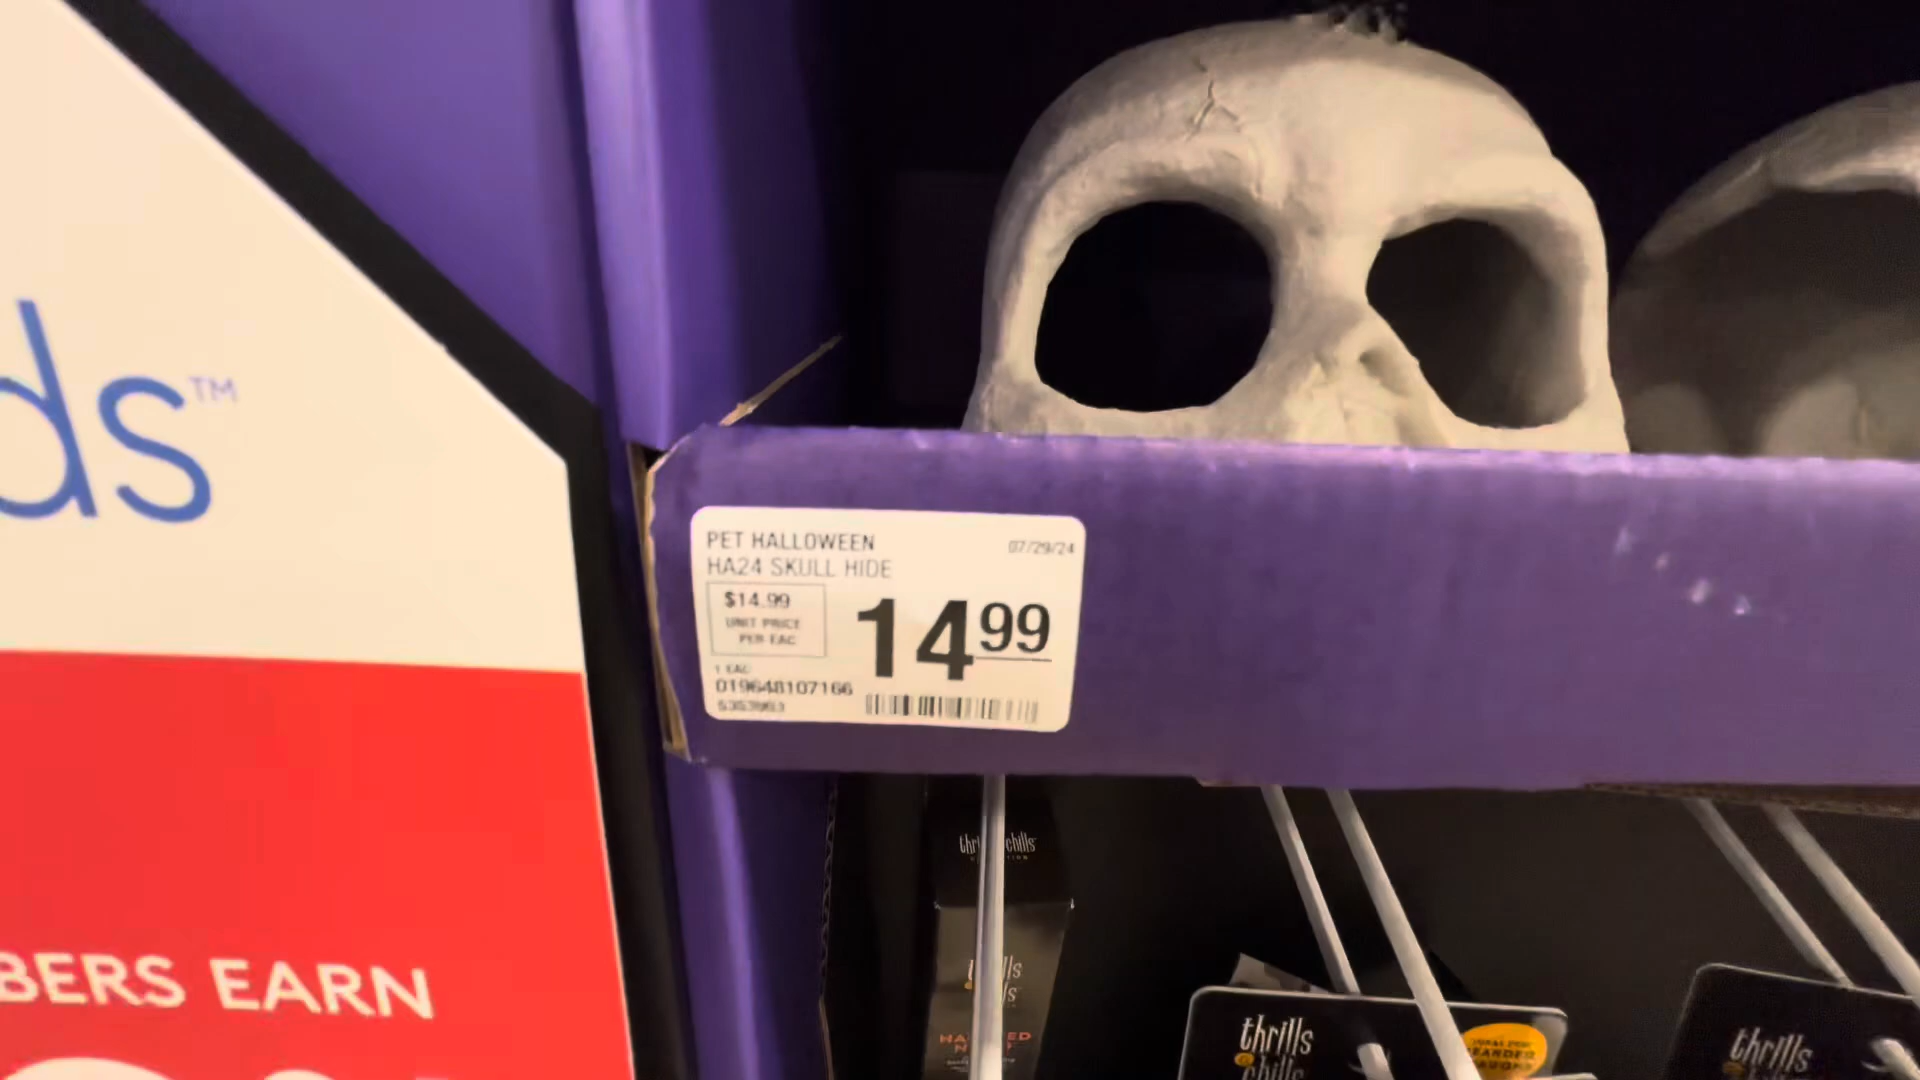 ds™
BERS EARN
PET HALLOWEEN
07/29/24
HA24 SKULL HIDE
$14.99
UNIT PRICE
PER EAC
14 99
1 EAC
019648107166
thrills
chills
thrills